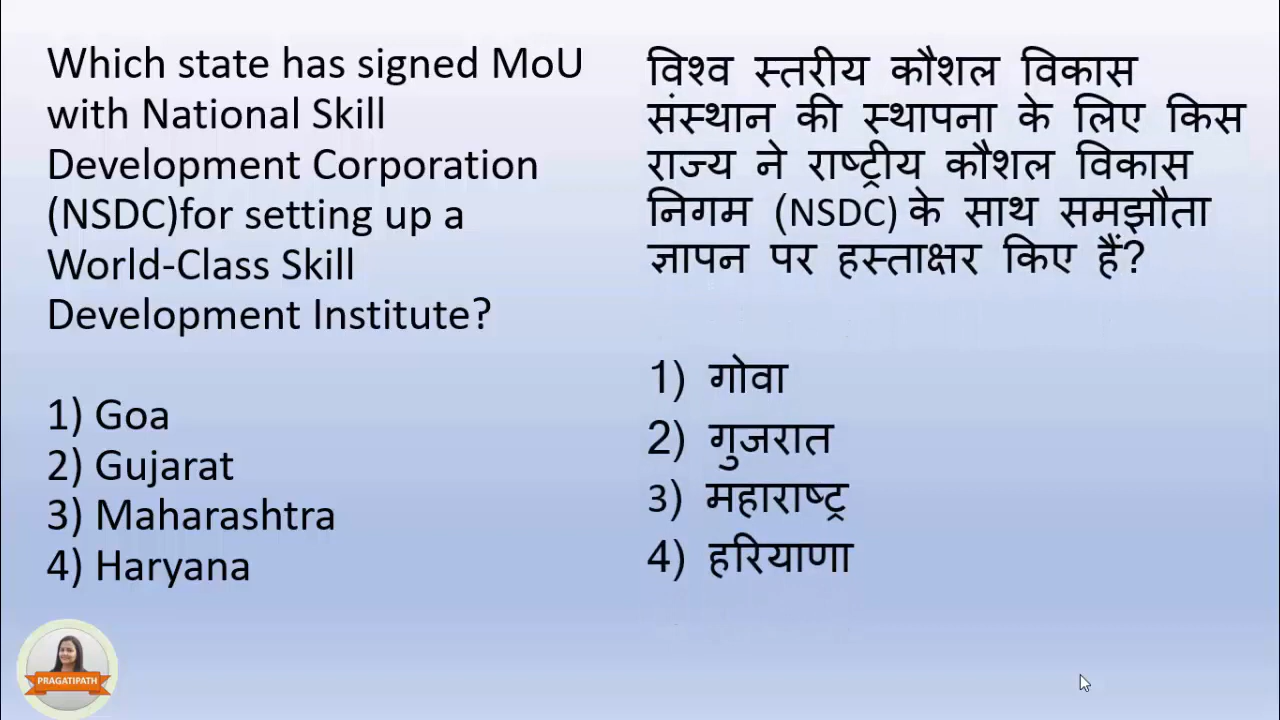 Which state has signed MoU
with National Skill
Development Corporation
(NSDC)for setting up a
World-Class Skill
Development Institute?
1) Goa
2) Gujarat
3) Maharashtra
4) Haryana
विश्व स्तरीय कौशल विकास
संस्थान की स्थापना के लिए किस
राज्य ने राष्ट्रीय कौशल विकास
निगम (NSDC) के साथ समझौता
ज्ञापन पर हस्ताक्षर किए हैं?
1) गोवा
2) गुजरात
3) महाराष्ट्र
4) हरियाणा
PRAGATIPATH